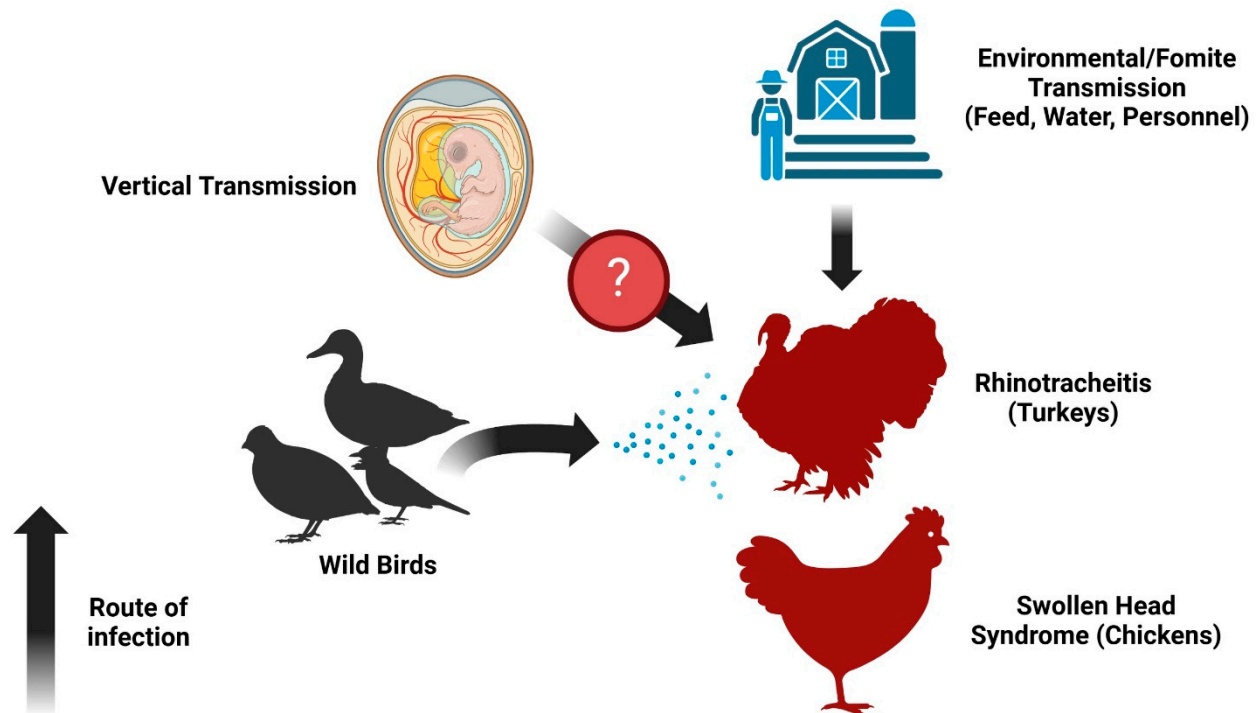 Environmental/Fomite
Transmission
(Feed, Water, Personnel)
Vertical Transmission
?
Rhinotracheitis
(Turkeys)
Wild Birds
Route of
infection
Swollen Head
Syndrome (Chickens)